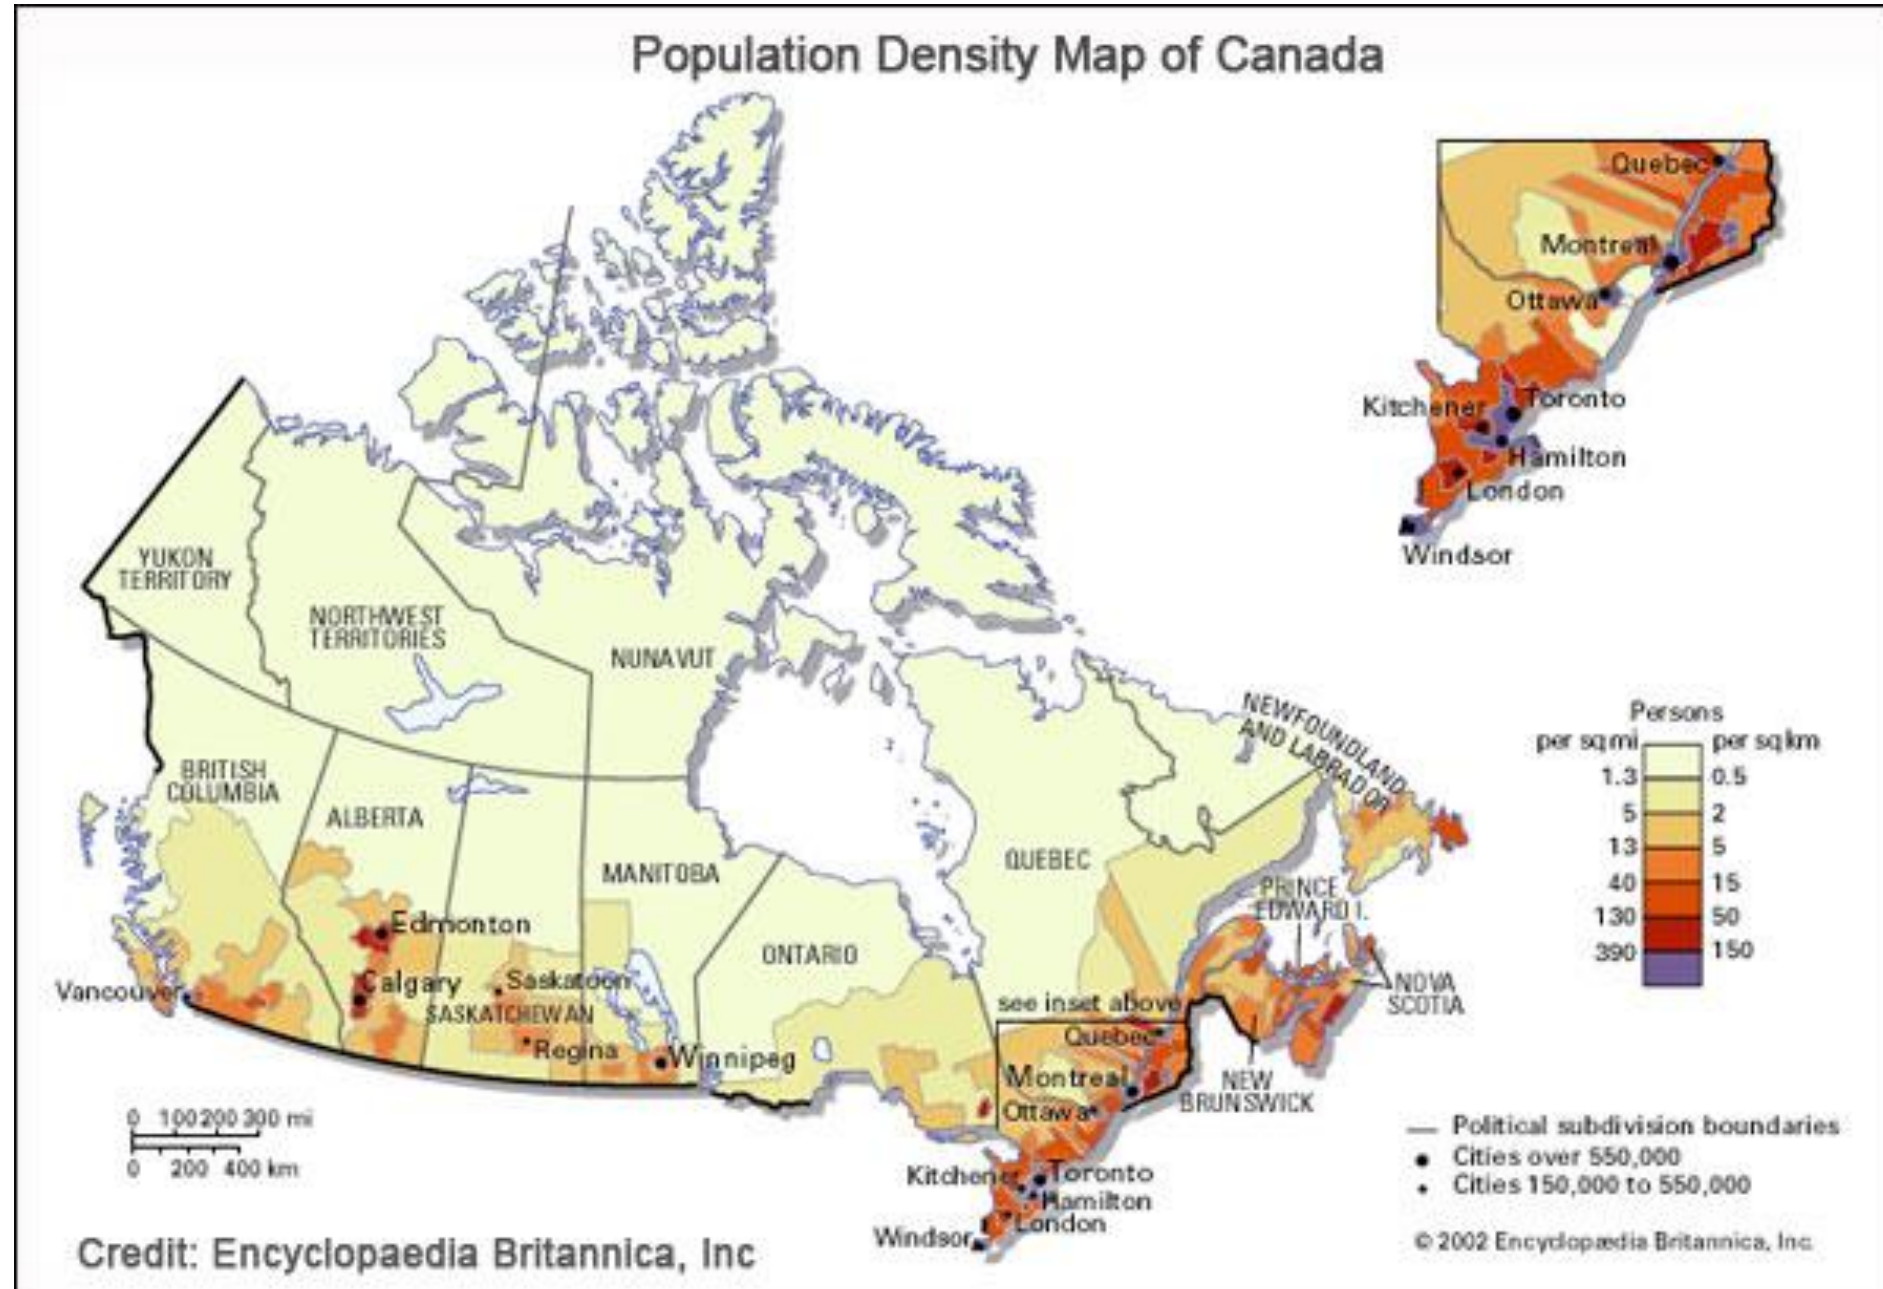 Population Density Map of Canada
Quebec
Montreal
Ottawa
Kitchener
Toronto
Hamilton
London
Windsor
YUKON
TERRITORY
NORTHWEST
TERRITORIES
NUNAVUT
BRITISH
COLUMBIA
ALBERTA
MANITOBA
QUEBEC
NEWFOUNDLAND
AND LABRADOR
PRINCE
EDWARD I.
Edmonton
ONTARIO
Vancouver
Calgary
Saskatoon
SASKATCHEWAN
Regina
Winnipeg
see inset above
NOVA
SCOTIA
Quebec
Montreal
Ottawa
NEW
BRUNSWICK
Kitchener
Toronto
Hamilton
London
Windsor
Persons
per sq mi per sq km
1.3 0.5
5 2
13 5
40 15
130 50
390 150
0 100 200 300 mi
0 200 400 km
Political subdivision boundaries
Cities over 550,000
Cities 150,000 to 550,000
© 2002 Encyclopædia Britannica, Inc.
Credit: Encyclopaedia Britannica, Inc